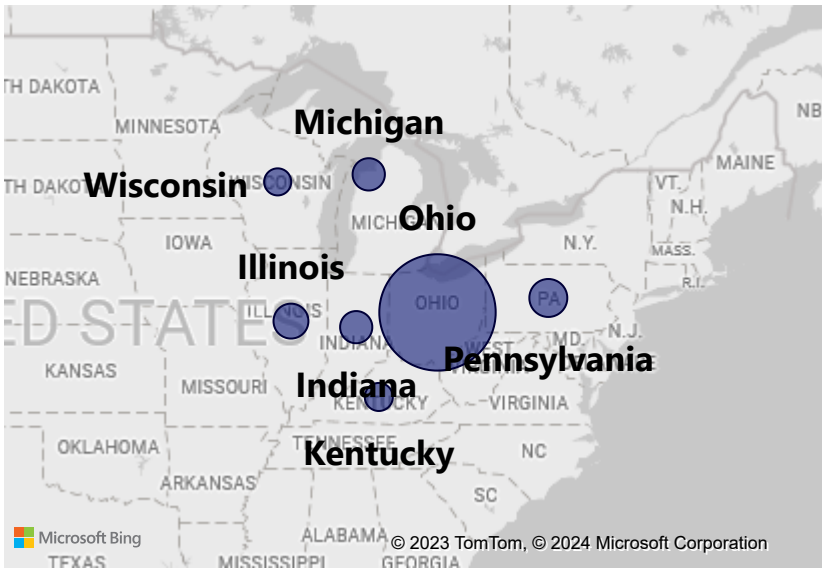 NB
TH DAKOTA
MINNESOTA
Michigan
MAINE
TH DAKOTA
Wisconsin
WISCONSIN
VT.
N.H.
MICHIGAN
Ohio
IOWA
N.Y.
MASS.
NEBRASKA
Illinois
R.I.
ED STATES
ILLINOIS
OHIO
PA
INDIANA
N.J.
MD.
WEST
VIRGINIA
Pennsylvania
KANSAS
MISSOURI
Indiana
KENTUCKY
VIRGINIA
OKLAHOMA
TENNESSEE
Kentucky
NC
ARKANSAS
SC
Microsoft Bing
ALABAMA
© 2023 TomTom, © 2024 Microsoft Corporation
TEXAS
MISSISSIPPI
GEORGIA